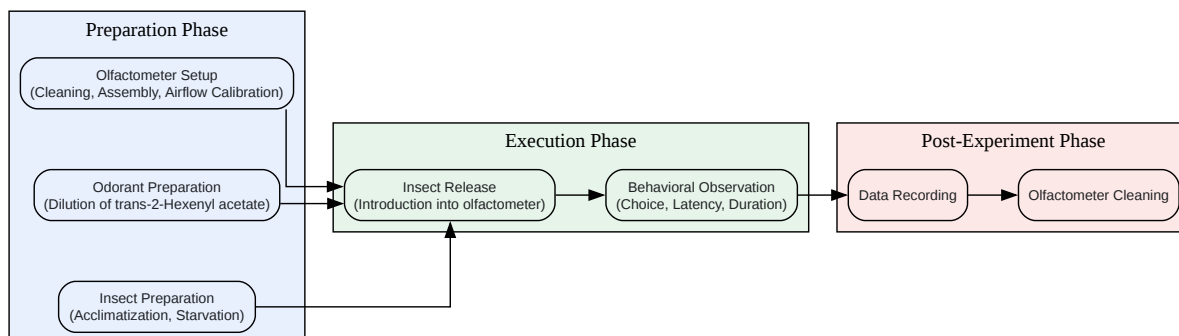 Preparation Phase
Olfactometer Setup
(Cleaning, Assembly, Airflow Calibration)
Odorant Preparation
(Dilution of trans-2-Hexenyl acetate)
Insect Preparation
(Acclimatization, Starvation)
Execution Phase
Insect Release
(Introduction into olfactometer)
Behavioral Observation
(Choice, Latency, Duration)
Post-Experiment Phase
Data Recording
Olfactometer Cleaning